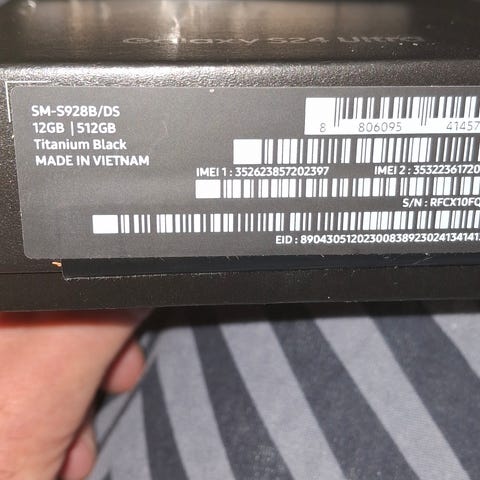 Galaxy S24 Ultra
SM-S928B/DS
12GB | 512GB
Titanium Black
MADE IN VIETNAM
8 806095 41457
IMEI 1 : 352623857202397 IMEI 2 : 35322361720
S/N : RFCX10FQ
EID : 890430512023008389230241341413